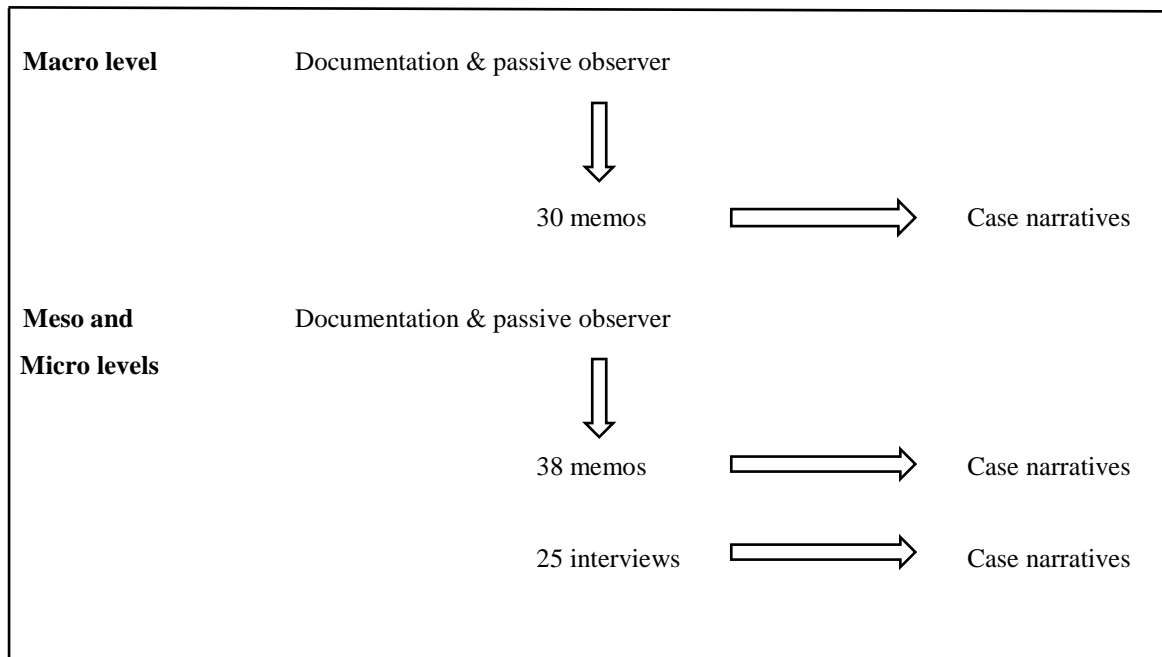 Macro level Documentation & passive observer
30 memos Case narratives
Meso and Documentation & passive observer
Micro levels
38 memos Case narratives
25 interviews Case narratives